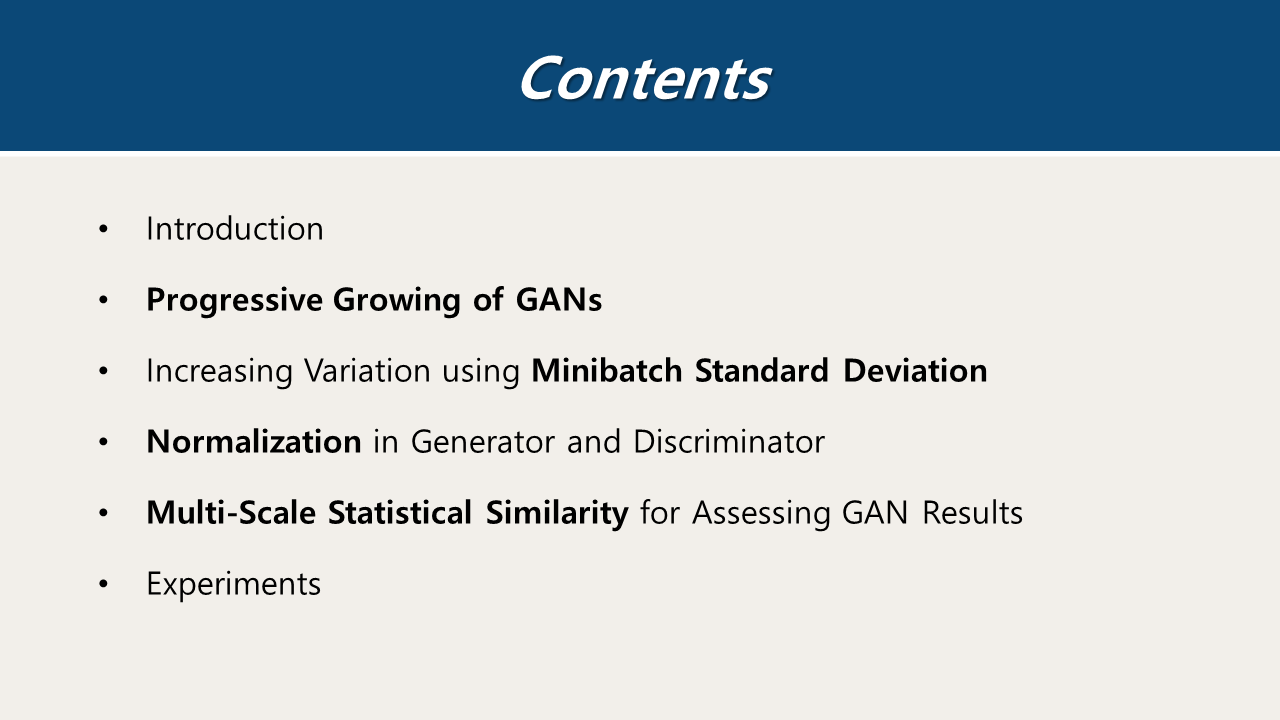 Contents
• Introduction
• Progressive Growing of GANs
• Increasing Variation using Minibatch Standard Deviation
• Normalization in Generator and Discriminator
• Multi-Scale Statistical Similarity for Assessing GAN Results
• Experiments